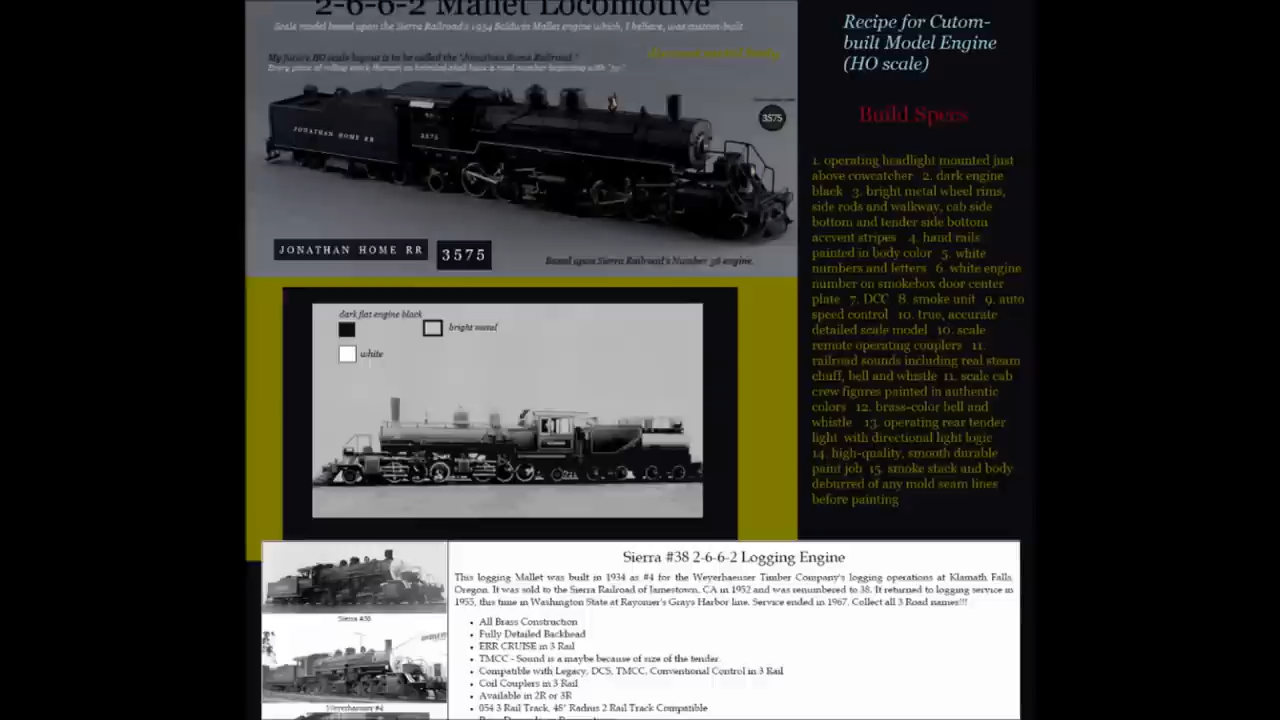 2-6-6-2 Mallet Locomotive
Scale model based upon the Sierra Railroad's 1934 Baldwin Mallet engine which, I believe, was custom-built
My future HO scale layout is to be called the "Jonathan Home Railroad."
JONATHAN HOME RR
3575
3575
JONATHAN HOME RR
3575
Based upon Sierra Railroad's Number 38 engine.
dark flat engine black
bright metal
white
Recipe for Cutom-
built Model Engine
(HO scale)
Build Specs
1. operating headlight mounted just
above cowcatcher 2. dark engine
black 3. bright metal wheel rims,
side rods and walkway, cab side
bottom and tender side bottom
accvent stripes 4. hand rails
painted in body color 5. white
numbers and letters 6. white engine
number on smokebox door center
plate 7. DCC 8. smoke unit 9. auto
speed control 10. true, accurate
detailed scale model 10. scale
remote operating couplers 11.
railroad sounds including real steam
chuff, bell and whistle 11. scale cab
crew figures painted in authentic
colors 12. brass-color bell and
whistle 13. operating rear tender
light with directional light logic
14. high-quality, smooth durable
paint job 15. smoke stack and body
deburred of any mold seam lines
before painting
Sierra #38
Weyerhaeuser #4
Sierra #38 2-6-6-2 Logging Engine
This logging Mallet was built in 1934 as #4 for the Weyerhaeuser Timber Company's logging operations at Klamath Falls,
Oregon. It was sold to the Sierra Railroad of Jamestown, CA in 1952 and was renumbered to 38. It returned to logging service in
1955, this time in Washington State at Rayonier's Grays Harbor line. Service ended in 1967. Collect all 3 Road names!!!
• All Brass Construction
• Fully Detailed Backhead
• ERR CRUISE in 3 Rail
• TMCC - Sound is a maybe because of size of the tender.
• Compatible with Legacy, DCS, TMCC, Conventional Control in 3 Rail
• Coil Couplers in 3 Rail
• Available in 2R or 3R
• 054 3 Rail Track, 48" Radius 2 Rail Track Compatible